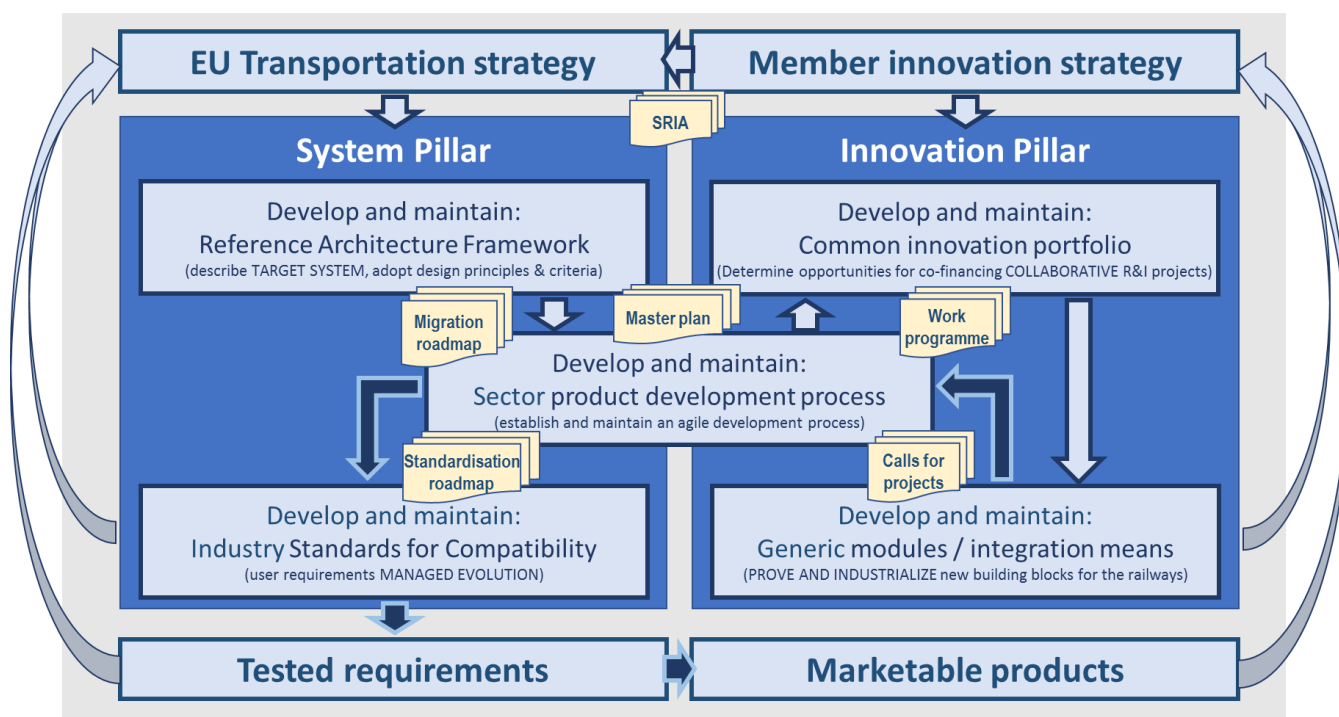 EU Transportation strategy
Member innovation strategy
SRIA
System Pillar
Innovation Pillar
Develop and maintain:
Reference Architecture Framework
(describe TARGET SYSTEM, adopt design principles & criteria)
Develop and maintain:
Common innovation portfolio
(Determine opportunities for co-financing COLLABORATIVE R&I projects)
Migration
roadmap
Master plan
Work
programme
Develop and maintain:
Sector product development process
(establish and maintain an agile development process)
Standardisation
roadmap
Calls for
projects
Develop and maintain:
Industry Standards for Compatibility
(user requirements MANAGED EVOLUTION)
Develop and maintain:
Generic modules / integration means
(PROVE AND INDUSTRIALIZE new building blocks for the railways)
Tested requirements
Marketable products